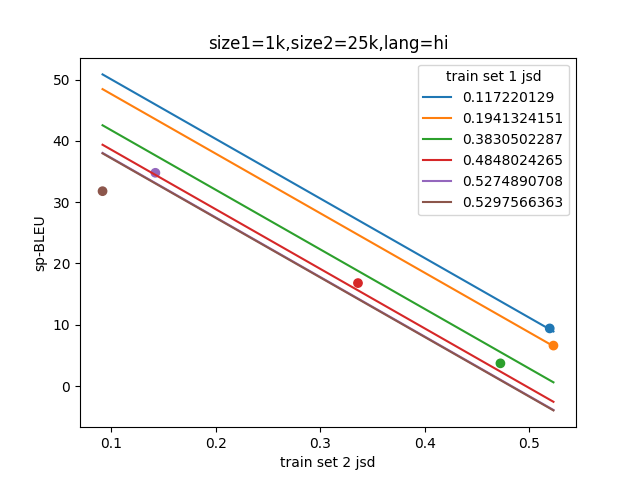 size1=1k,size2=25k,lang=hi
train set 1 jsd
0.117220129
0.1941324151
0.3830502287
0.4848024265
0.5274890708
0.5297566363
sp-BLEU
50
40
30
20
10
0
0.1 0.2 0.3 0.4 0.5
train set 2 jsd